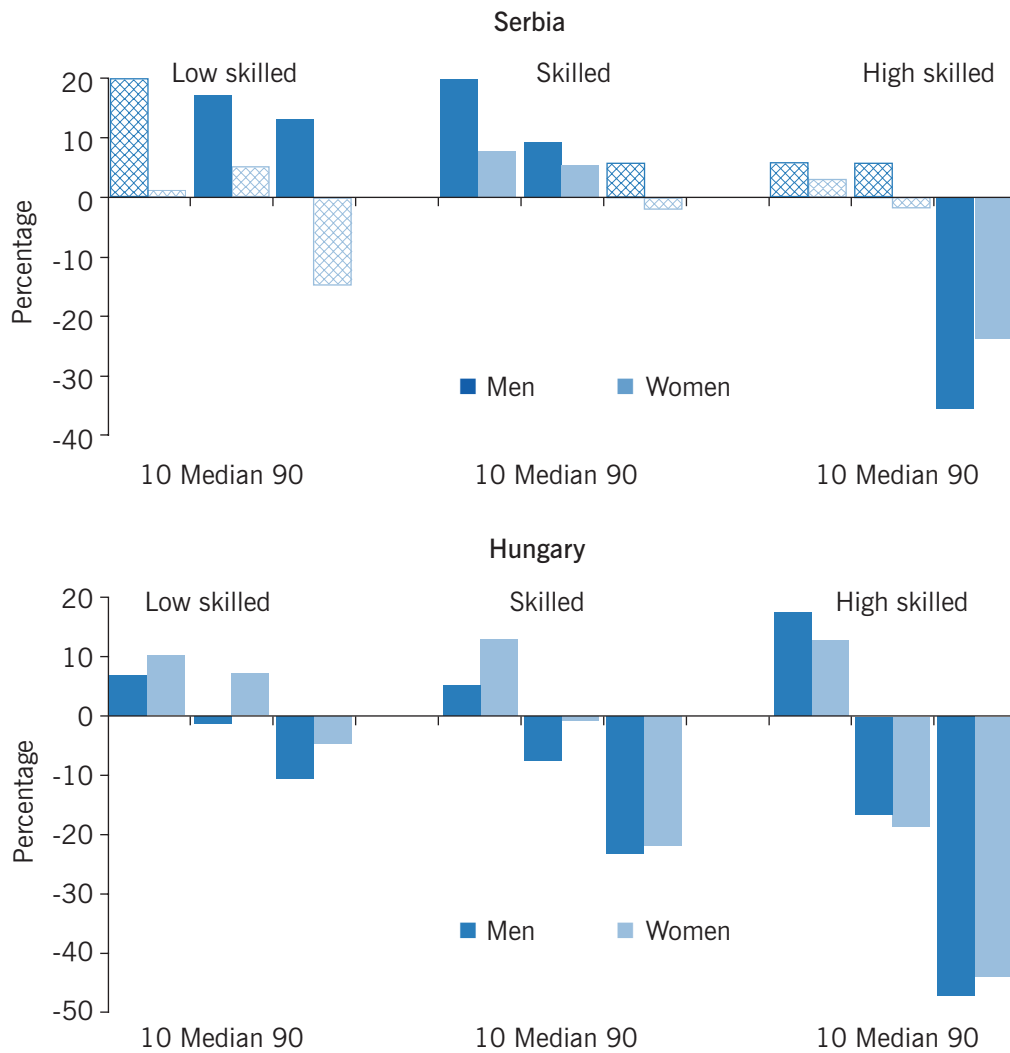 Serbia
Low skilled
Skilled
High skilled
Percentage
20
10
0
-10
-20
-30
-40
Men
Women
10 Median 90
10 Median 90
10 Median 90
Hungary
Low skilled
Skilled
High skilled
Percentage
20
10
0
-10
-20
-30
-40
-50
Men
Women
10 Median 90
10 Median 90
10 Median 90